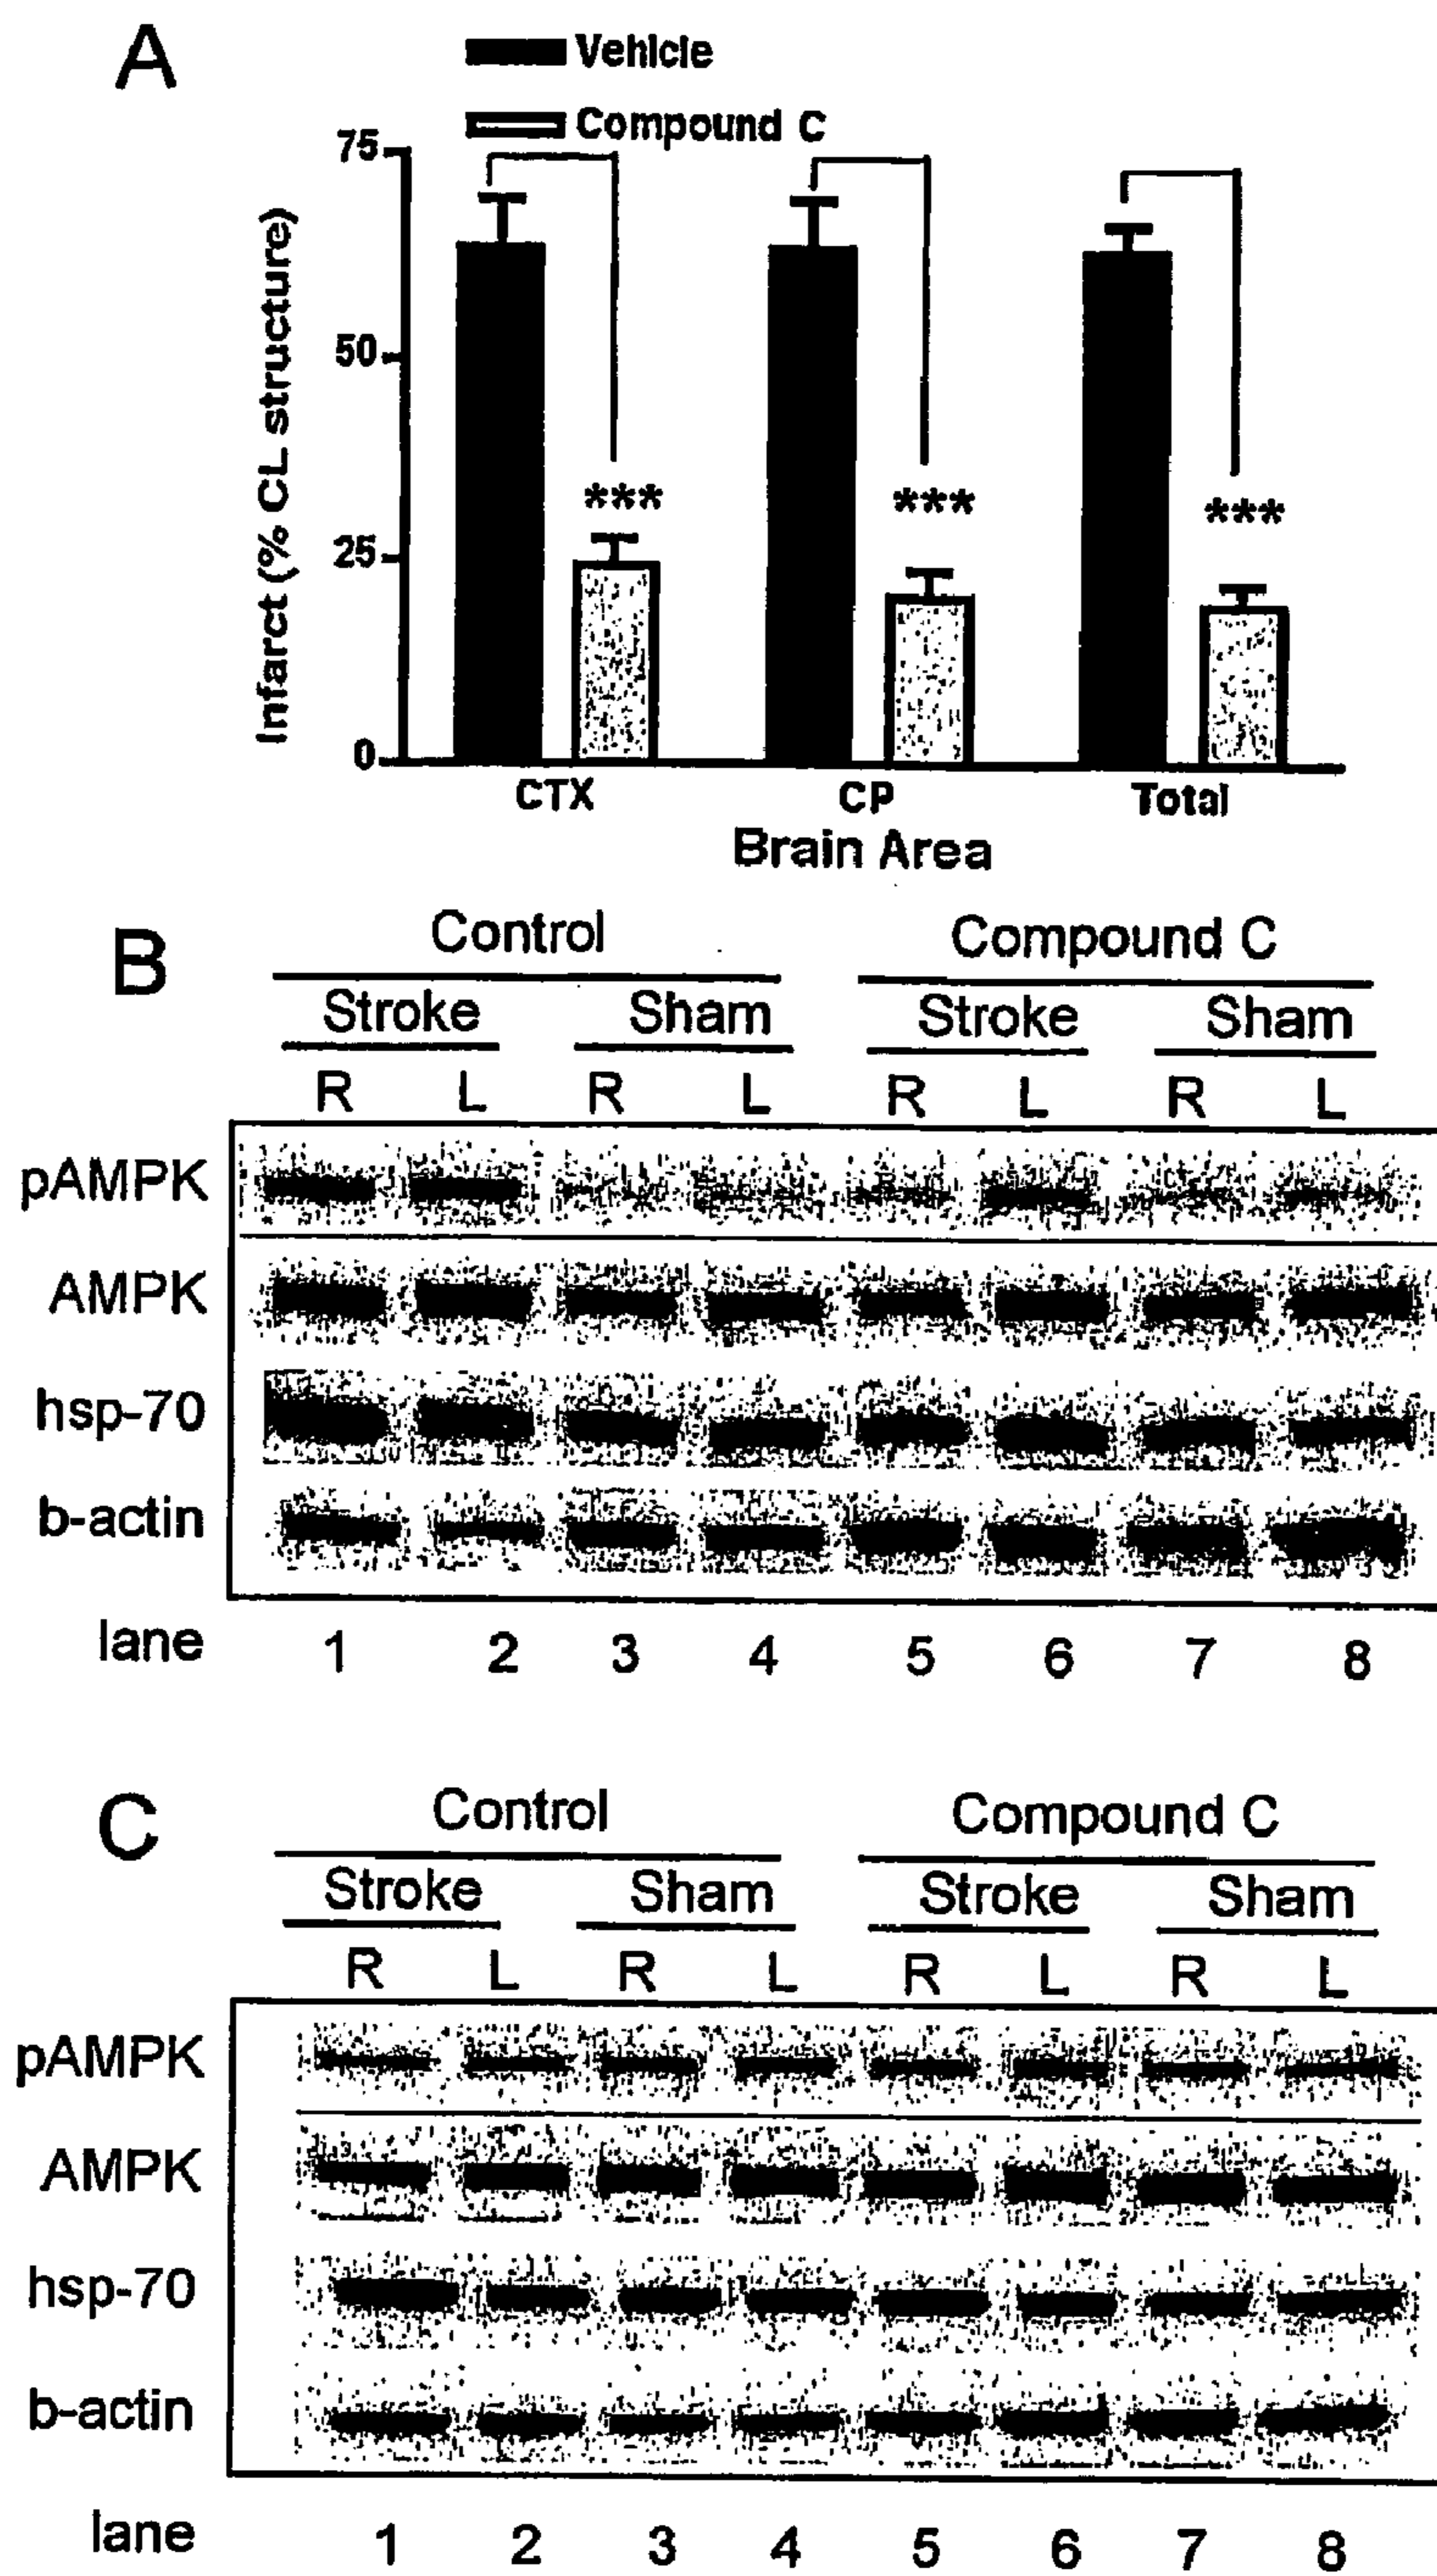 A
Vehicle
Compound C
75
50
25
0
Infarct (% CL structure)
*** *** ***
CTX CP Total
Brain Area
B
Control Compound C
Stroke Sham Stroke Sham
R L R L R L R L
pAMPK
AMPK
hsp-70
b-actin
lane 1 2 3 4 5 6 7 8
C
Control Compound C
Stroke Sham Stroke Sham
R L R L R L R L
pAMPK
AMPK
hsp-70
b-actin
lane 1 2 3 4 5 6 7 8